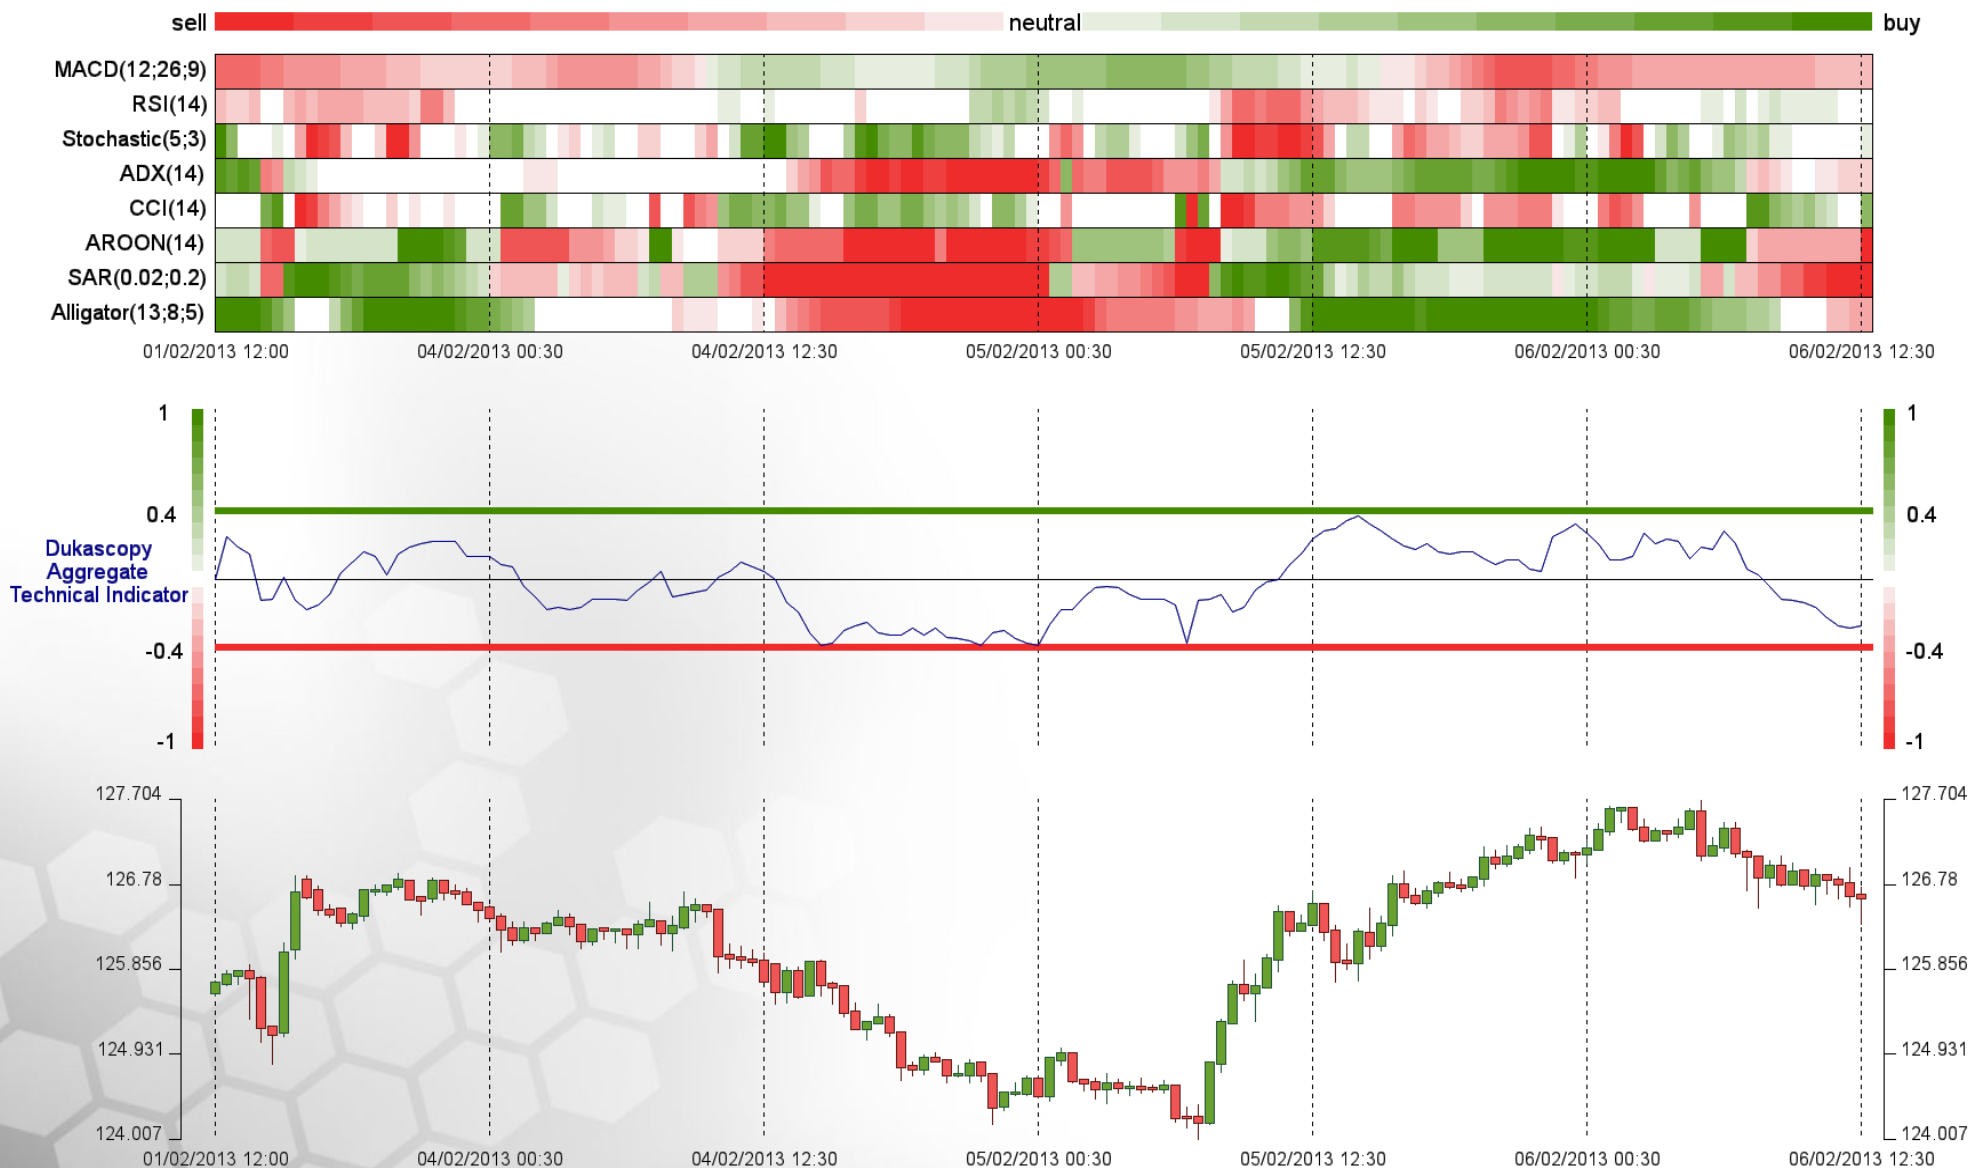 sell neutral buy
MACD(12;26;9)
RSI(14)
Stochastic(5;3)
ADX(14)
CCI(14)
AROON(14)
SAR(0.02;0.2)
Alligator(13;8;5)
01/02/2013 12:00 04/02/2013 00:30 04/02/2013 12:30 05/02/2013 00:30 05/02/2013 12:30 06/02/2013 00:30 06/02/2013 12:30
1 1
0.4 0.4
Dukascopy
Aggregate
Technical Indicator
-0.4 -0.4
-1 -1
127.704 127.704
126.78 126.78
125.856 125.856
124.931 124.931
124.007 124.007
01/02/2013 12:00 04/02/2013 00:30 04/02/2013 12:30 05/02/2013 00:30 05/02/2013 12:30 06/02/2013 00:30 06/02/2013 12:30